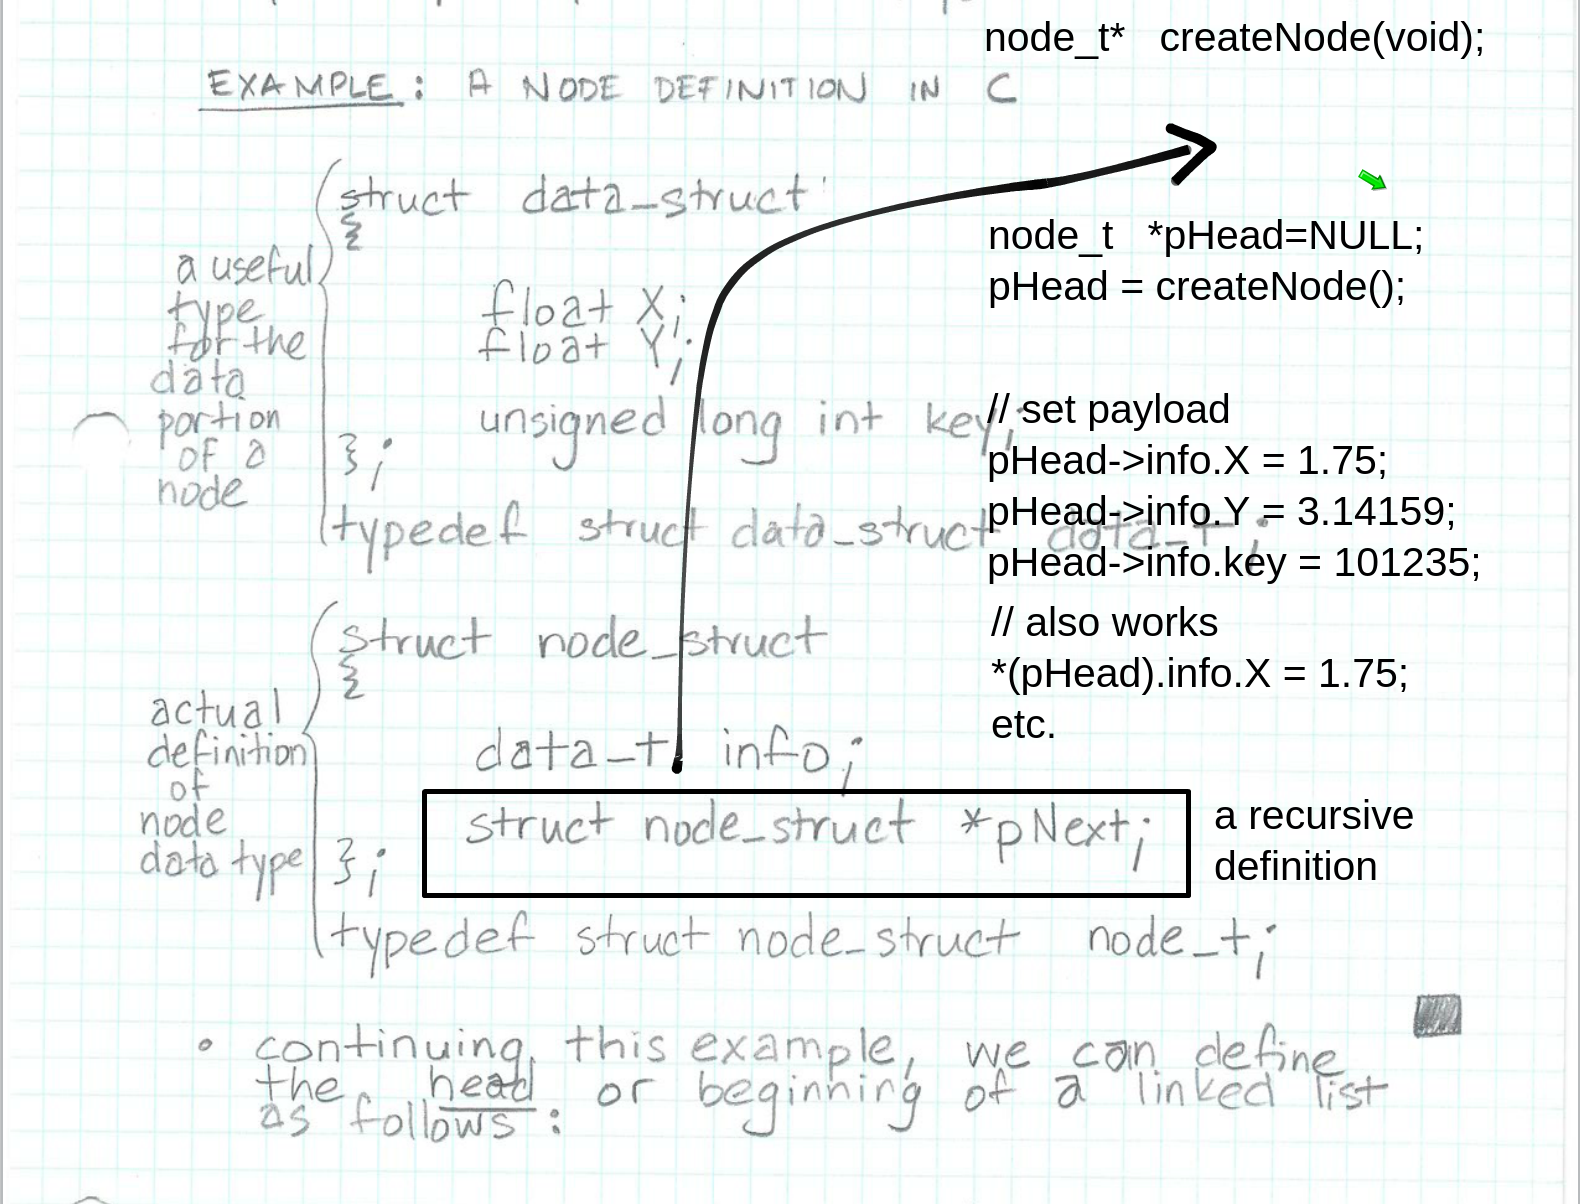 node_t* createNode(void);
EXAMPLE: A NODE DEFINITION IN C
struct data_struct
{
a useful
type
for the
data
portion
of a
node
float X;
float Y;
unsigned long int key;
};
typedef struct data_struct data_t;
node_t *pHead=NULL;
pHead = createNode();
// set payload
pHead->info.X = 1.75;
pHead->info.Y = 3.14159;
pHead->info.key = 101235;
// also works
*(pHead).info.X = 1.75;
etc.
struct node_struct
{
actual
definition
of
node
data type
data_t info;
struct node_struct *pNext;
};
a recursive
definition
typedef struct node_struct node_t;
• continuing this example, we can define
the head or beginning of a linked list
as follows: